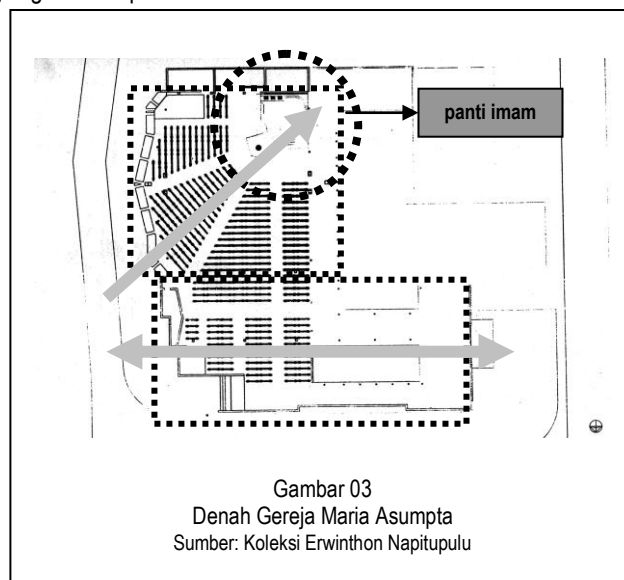 panti imam
Gambar 03
Denah Gereja Maria Asumpta
Sumber: Koleksi Erwinthon Napitupulu